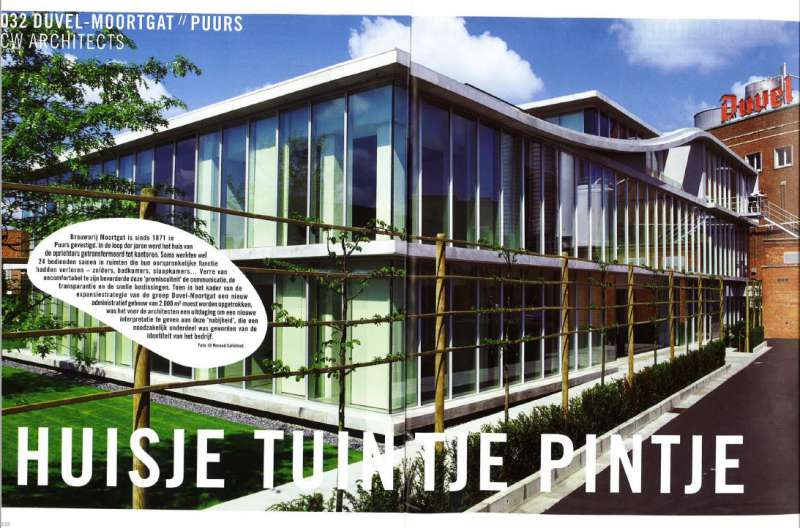 032 DUVEL-MOORTGAT // PUURS
CW ARCHITECTS
Duvel
Brouwerij Moortgat is sinds 1871 in
Puurs gevestigd. In de loop der jaren werd het huis van
de oprichters getransformeerd tot kantoren. Soms werkten wel
24 bedienden samen in ruimten die hun oorspronkelijke functie
hadden verloren – zolders, badkamers, slaapkamers... Verre van
oncomfortabel te zijn bevorderde deze 'promiscuïteit' de communicatie, de
transparantie en de snelle beslissingen. Toen in het kader van de
expansiestrategie van de groep Duvel-Moortgat een nieuw
administratief gebouw van 2.000 m² moest worden opgetrokken,
was het voor de architecten een uitdaging om een nieuwe
interpretatie te geven aan deze 'nabijheid', die een
noodzakelijk onderdeel was geworden van de
identiteit van het bedrijf.
HUISJE TUINTJE PINTJE